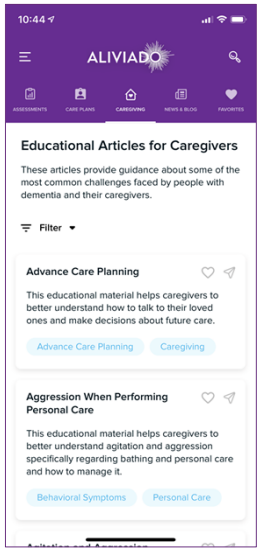 10:44
ALIVIADO
ASSESSMENTS CARE PLANS CAREGIVING NEWS & BLOG FAVORITES
Educational Articles for Caregivers
These articles provide guidance about some of the
most common challenges faced by people with
dementia and their caregivers.
Filter
Advance Care Planning
This educational material helps caregivers to
better understand how to talk to their loved
ones and make decisions about future care.
Advance Care Planning Caregiving
Aggression When Performing
Personal Care
This educational material helps caregivers to
better understand agitation and aggression
specifically regarding bathing and personal care
and how to manage it.
Behavioral Symptoms Personal Care
Agitation and Aggression